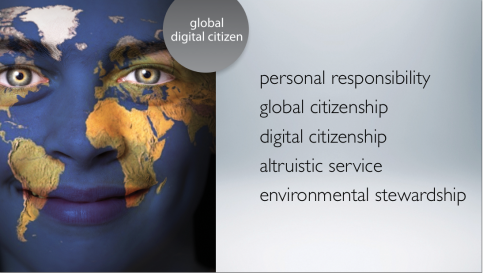 global
digital citizen
personal responsibility
global citizenship
digital citizenship
altruistic service
environmental stewardship